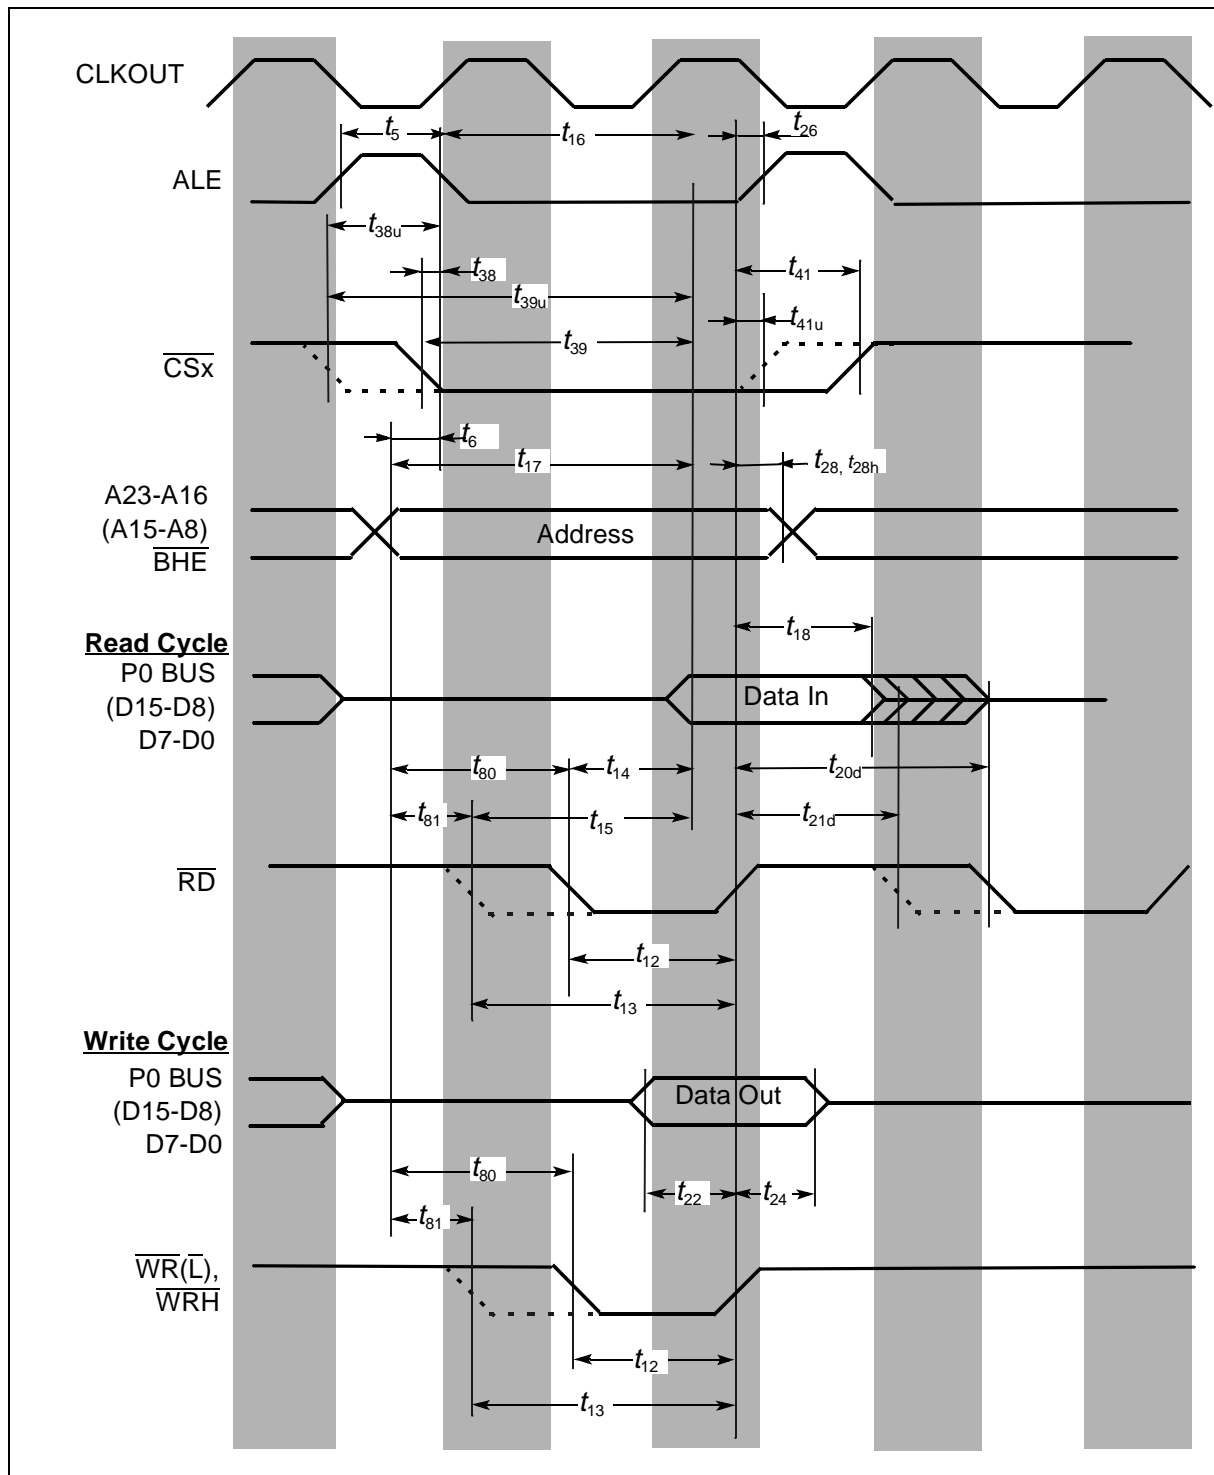 CLKOUT
t5
t16
t26
ALE
t38u
t38
t41
t39u
t41u
t39
CSx
t6
t17
t28, t28h
A23-A16
(A15-A8)
BHE
Address
t18
Read Cycle
P0 BUS
(D15-D8)
D7-D0
Data In
t80
t14
t20d
t81
t15
t21d
RD
t12
t13
Write Cycle
P0 BUS
(D15-D8)
D7-D0
Data Out
t80
t22
t24
t81
WR(L),
WRH
t12
t13